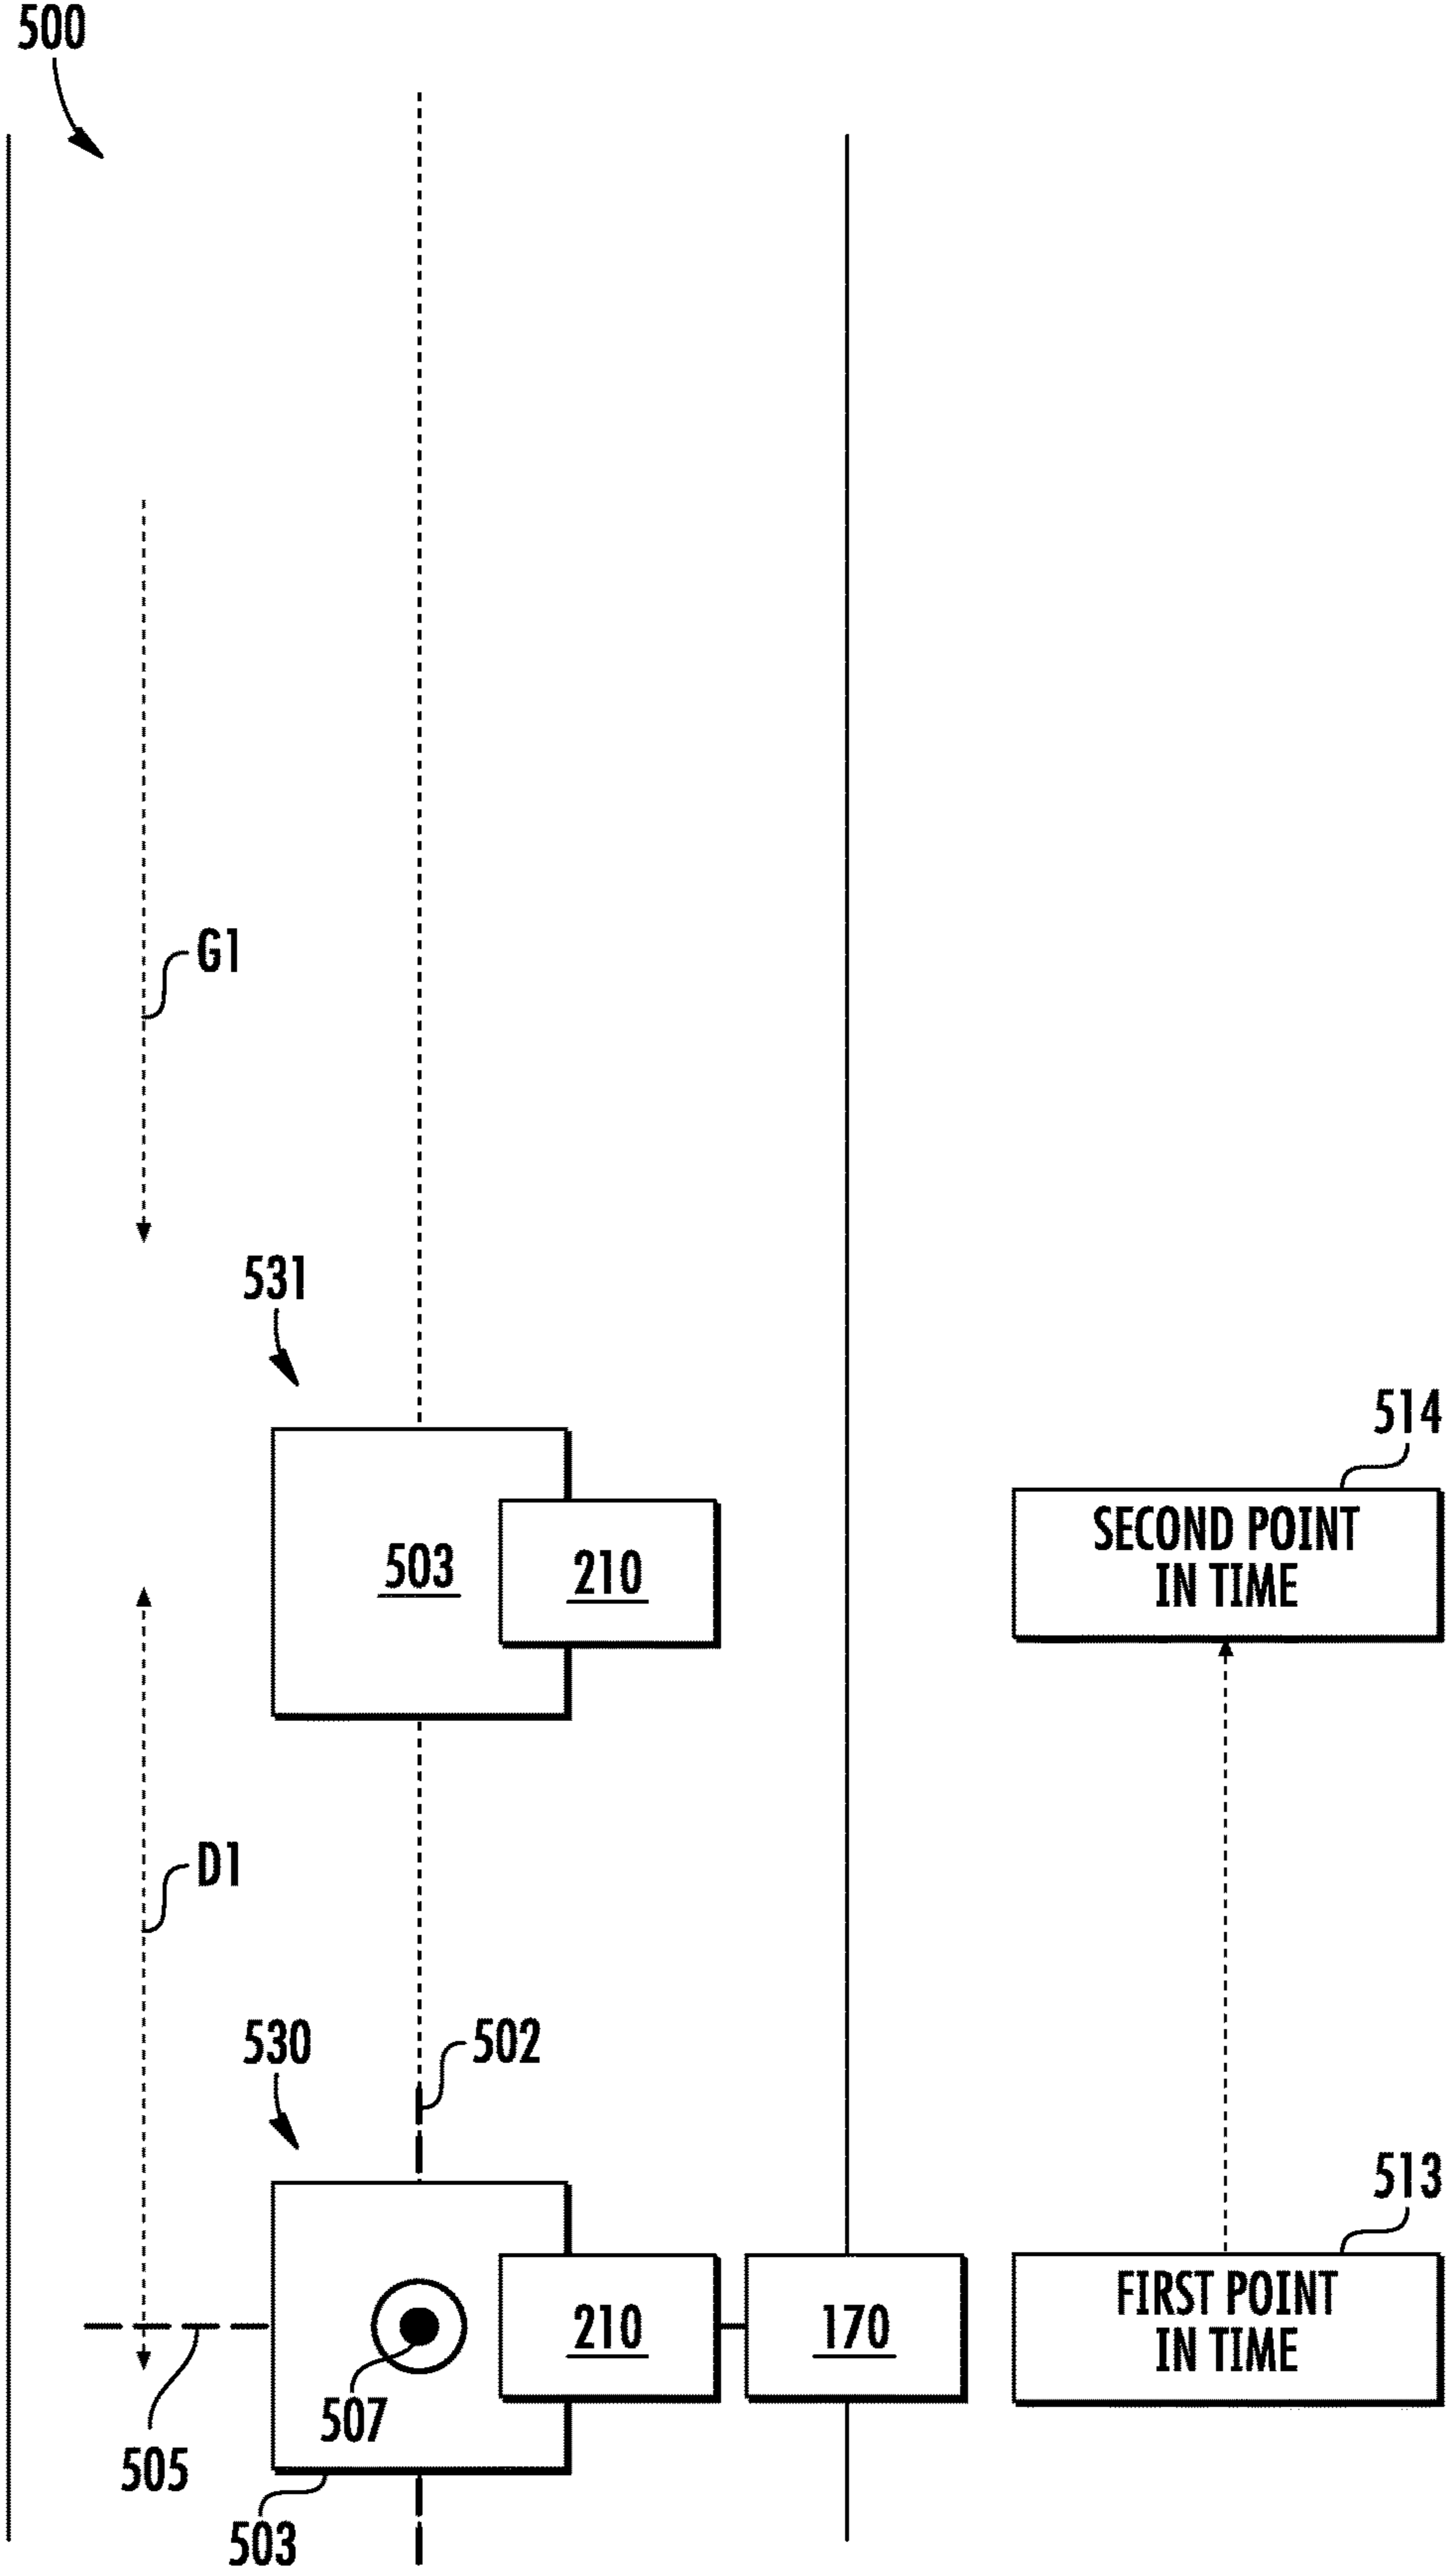 500
G1
531
514
503
210
SECOND POINT
IN TIME
D1
530
502
513
210
170
FIRST POINT
IN TIME
507
505
503